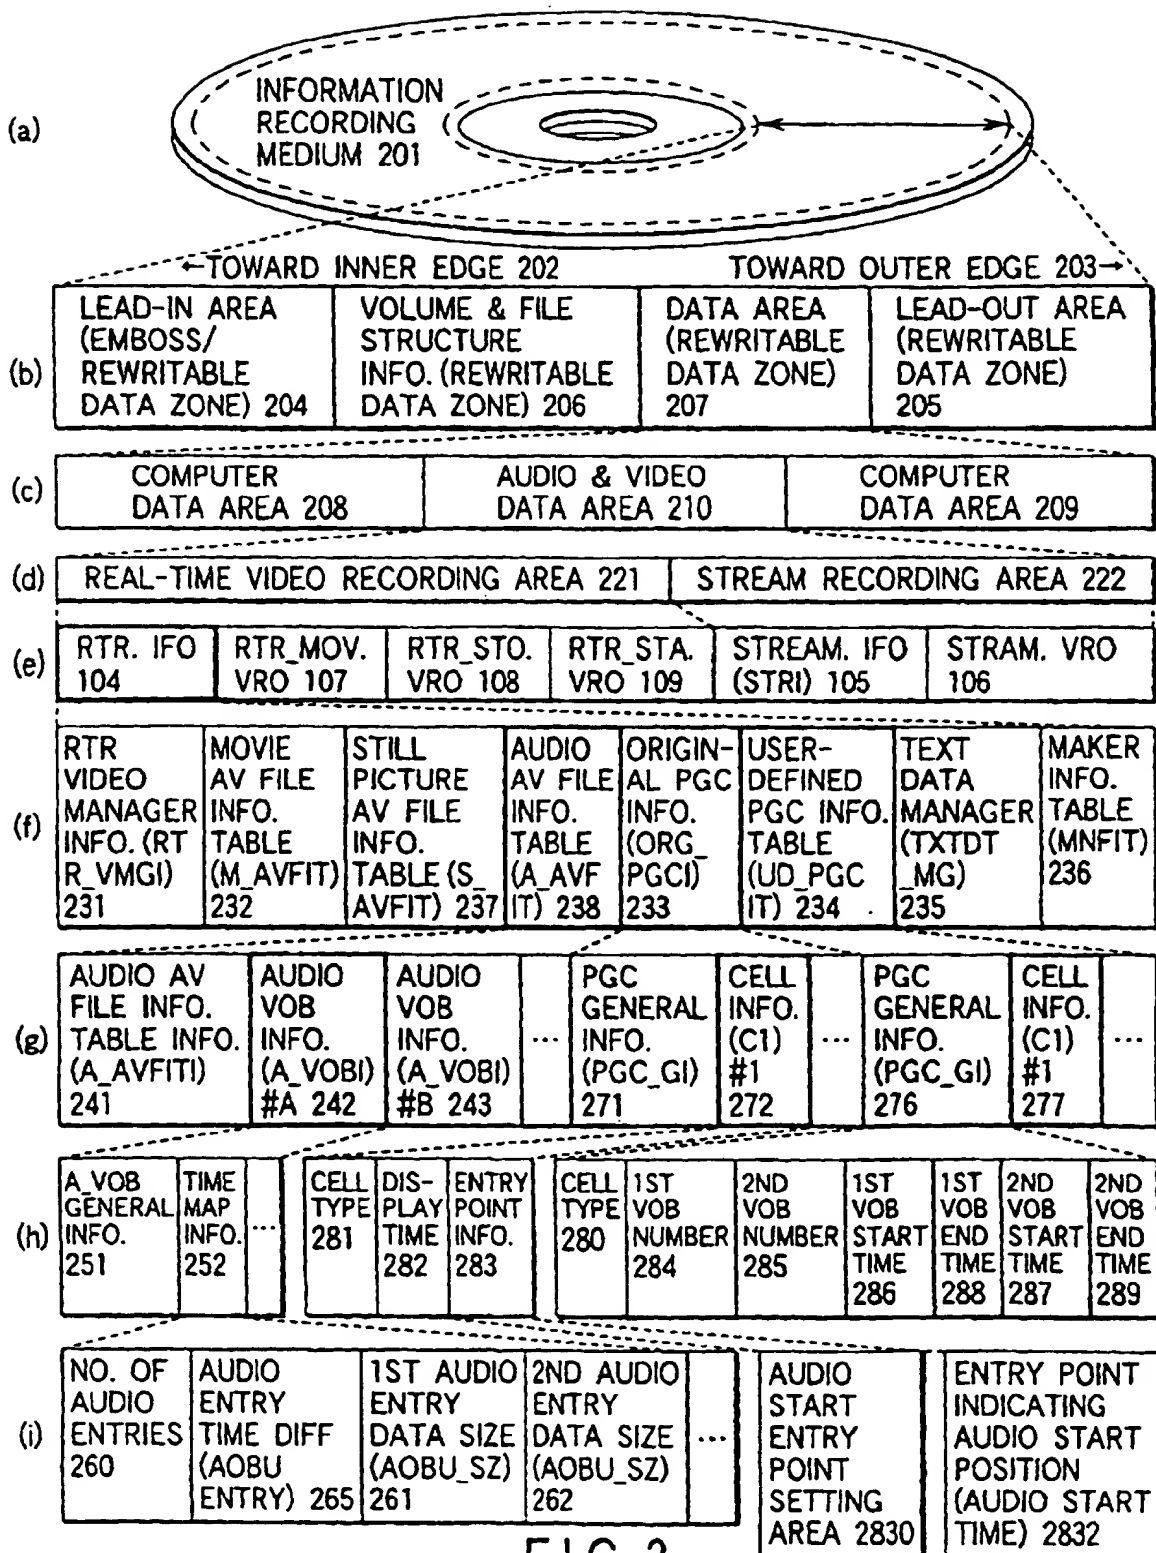 (a)
INFORMATION
RECORDING
MEDIUM 201
←TOWARD INNER EDGE 202
TOWARD OUTER EDGE 203→
(b)
LEAD-IN AREA
(EMBOSS/
REWRITABLE
DATA ZONE) 204
VOLUME & FILE
STRUCTURE
INFO. (REWRITABLE
DATA ZONE) 206
DATA AREA
(REWRITABLE
DATA ZONE)
207
LEAD-OUT AREA
(REWRITABLE
DATA ZONE)
205
(c)
COMPUTER
DATA AREA 208
AUDIO & VIDEO
DATA AREA 210
COMPUTER
DATA AREA 209
(d)
REAL-TIME VIDEO RECORDING AREA 221
STREAM RECORDING AREA 222
(e)
RTR. IFO
104
RTR_MOV.
VRO 107
RTR_STO.
VRO 108
RTR_STA.
VRO 109
STREAM. IFO
(STRI) 105
STRAM. VRO
106
(f)
RTR
VIDEO
MANAGER
INFO. (RT
R_VMGI)
231
MOVIE
AV FILE
INFO.
TABLE
(M_AVFIT)
232
STILL
PICTURE
AV FILE
INFO.
TABLE (S_
AVFIT) 237
AUDIO
AV FILE
INFO.
TABLE
(A_AVF
IT) 238
ORIGIN-
AL PGC
INFO.
(ORG_
PGCI)
233
USER-
DEFINED
PGC INFO.
TABLE
(UD_PGC
IT) 234
TEXT
DATA
MANAGER
(TXTDT
_MG)
235
MAKER
INFO.
TABLE
(MNFIT)
236
(g)
AUDIO AV
FILE INFO.
TABLE INFO.
(A_AVFITI)
241
AUDIO
VOB
INFO.
(A_VOBI)
#A 242
AUDIO
VOB
INFO.
(A_VOBI)
#B 243
...
PGC
GENERAL
INFO.
(PGC_GI)
271
CELL
INFO.
(C1)
#1
272
...
PGC
GENERAL
INFO.
(PGC_GI)
276
CELL
INFO.
(C1)
#1
277
...
(h)
A_VOB
GENERAL
INFO.
251
TIME
MAP
INFO.
252
...
CELL
TYPE
281
DIS-
PLAY
TIME
282
ENTRY
POINT
INFO.
283
CELL
TYPE
280
1ST
VOB
NUMBER
284
2ND
VOB
NUMBER
285
1ST
VOB
START
TIME
286
1ST
VOB
END
TIME
288
2ND
VOB
START
TIME
287
2ND
VOB
END
TIME
289
(i)
NO. OF
AUDIO
ENTRIES
260
AUDIO
ENTRY
TIME DIFF
(AOBU
ENTRY) 265
1ST AUDIO
ENTRY
DATA SIZE
(AOBU_SZ)
261
2ND AUDIO
ENTRY
DATA SIZE
(AOBU_SZ)
262
...
AUDIO
START
ENTRY
POINT
SETTING
AREA 2830
ENTRY POINT
INDICATING
AUDIO START
POSITION
(AUDIO START
TIME) 2832